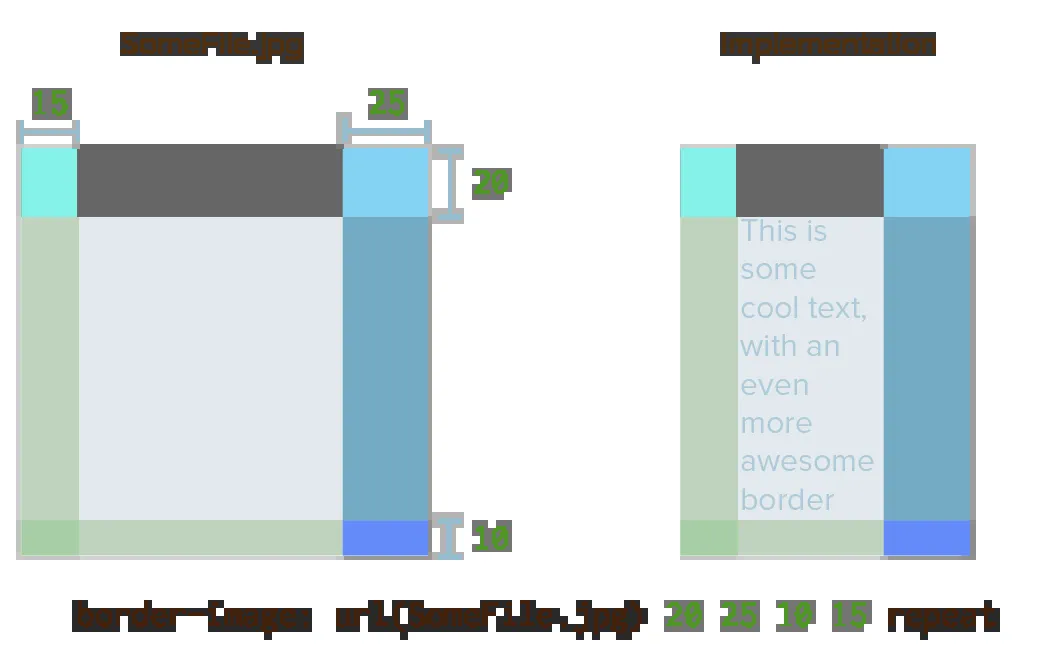 SomeFile.jpg
Implementation
15
25
20
This is
some
cool text,
with an
even
more
awesome
border
10
border-image: url(SomeFile.jpg) 20 25 10 15 repeat